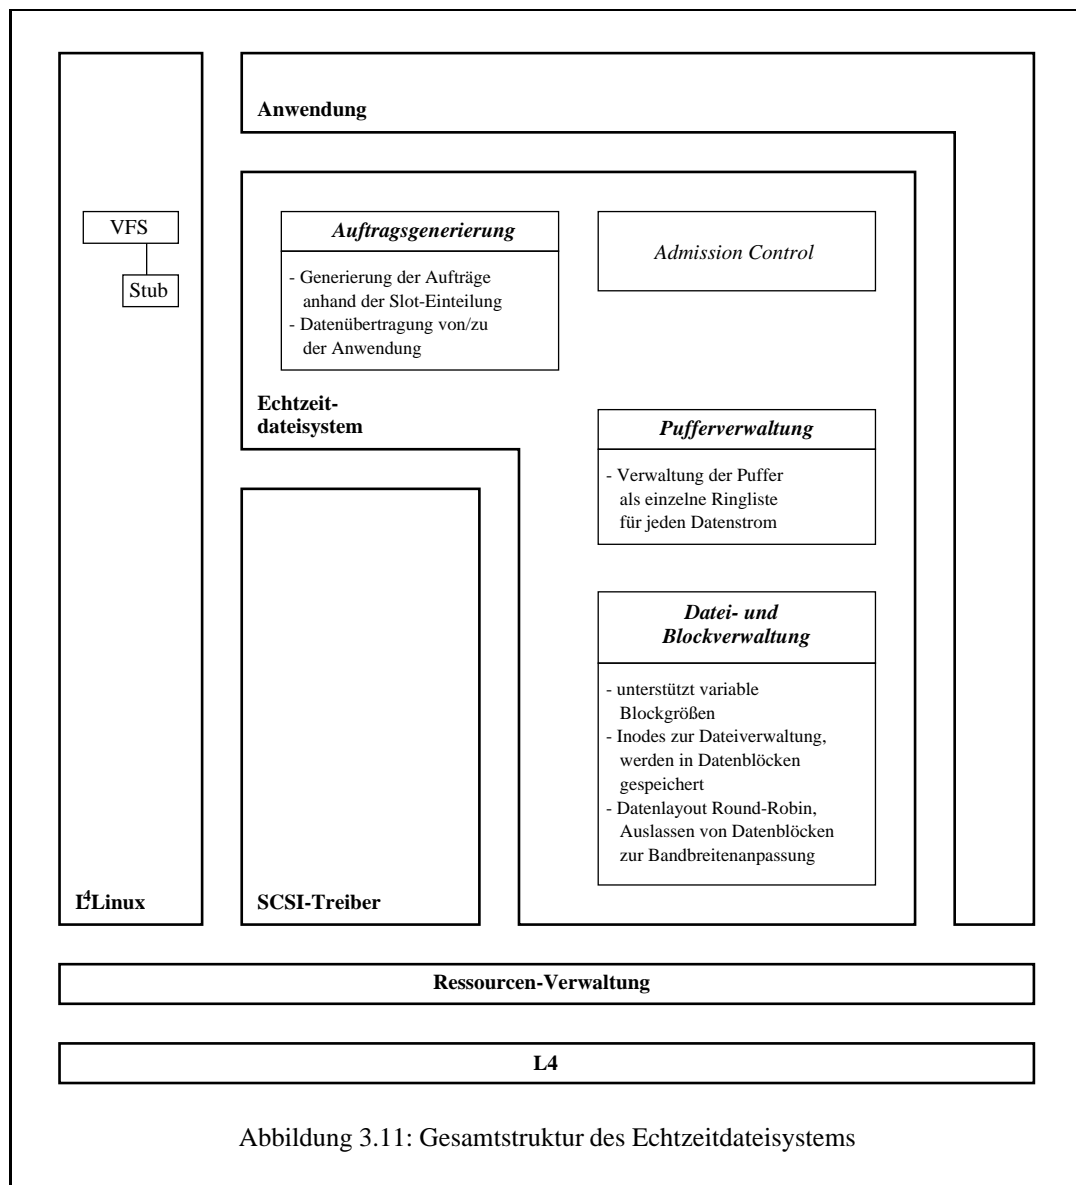 Anwendung
VFS
Stub
Auftragsgenerierung
- Generierung der Aufträge
anhand der Slot-Einteilung
- Datenübertragung von/zu
der Anwendung
Admission Control
Echtzeit-
dateisystem
Pufferverwaltung
- Verwaltung der Puffer
als einzelne Ringliste
für jeden Datenstrom
Datei- und
Blockverwaltung
- unterstützt variable
Blockgrößen
- Inodes zur Dateiverwaltung,
werden in Datenblöcken
gespeichert
- Datenlayout Round-Robin,
Auslassen von Datenblöcken
zur Bandbreitenanpassung
L⁴Linux
SCSI-Treiber
Ressourcen-Verwaltung
L4
Abbildung 3.11: Gesamtstruktur des Echtzeitdateisystems